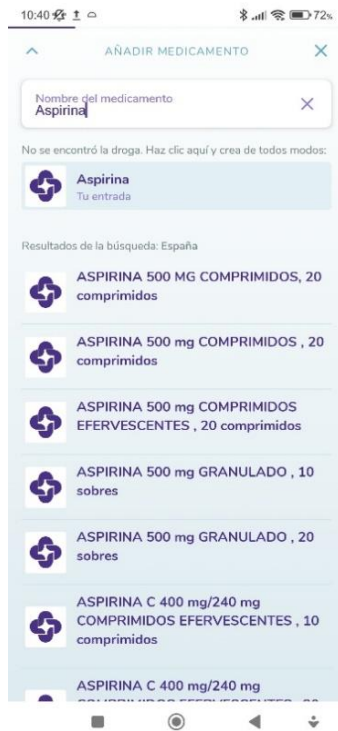 10:40 72%
AÑADIR MEDICAMENTO
Nombre del medicamento
Aspirina
No se encontró la droga. Haz clic aquí y crea de todos modos:
Aspirina
Tu entrada
Resultados de la búsqueda: España
ASPIRINA 500 MG COMPRIMIDOS, 20
comprimidos
ASPIRINA 500 mg COMPRIMIDOS , 20
comprimidos
ASPIRINA 500 mg COMPRIMIDOS
EFERVESCENTES , 20 comprimidos
ASPIRINA 500 mg GRANULADO , 10
sobres
ASPIRINA 500 mg GRANULADO , 20
sobres
ASPIRINA C 400 mg/240 mg
COMPRIMIDOS EFERVESCENTES , 10
comprimidos
ASPIRINA C 400 mg/240 mg